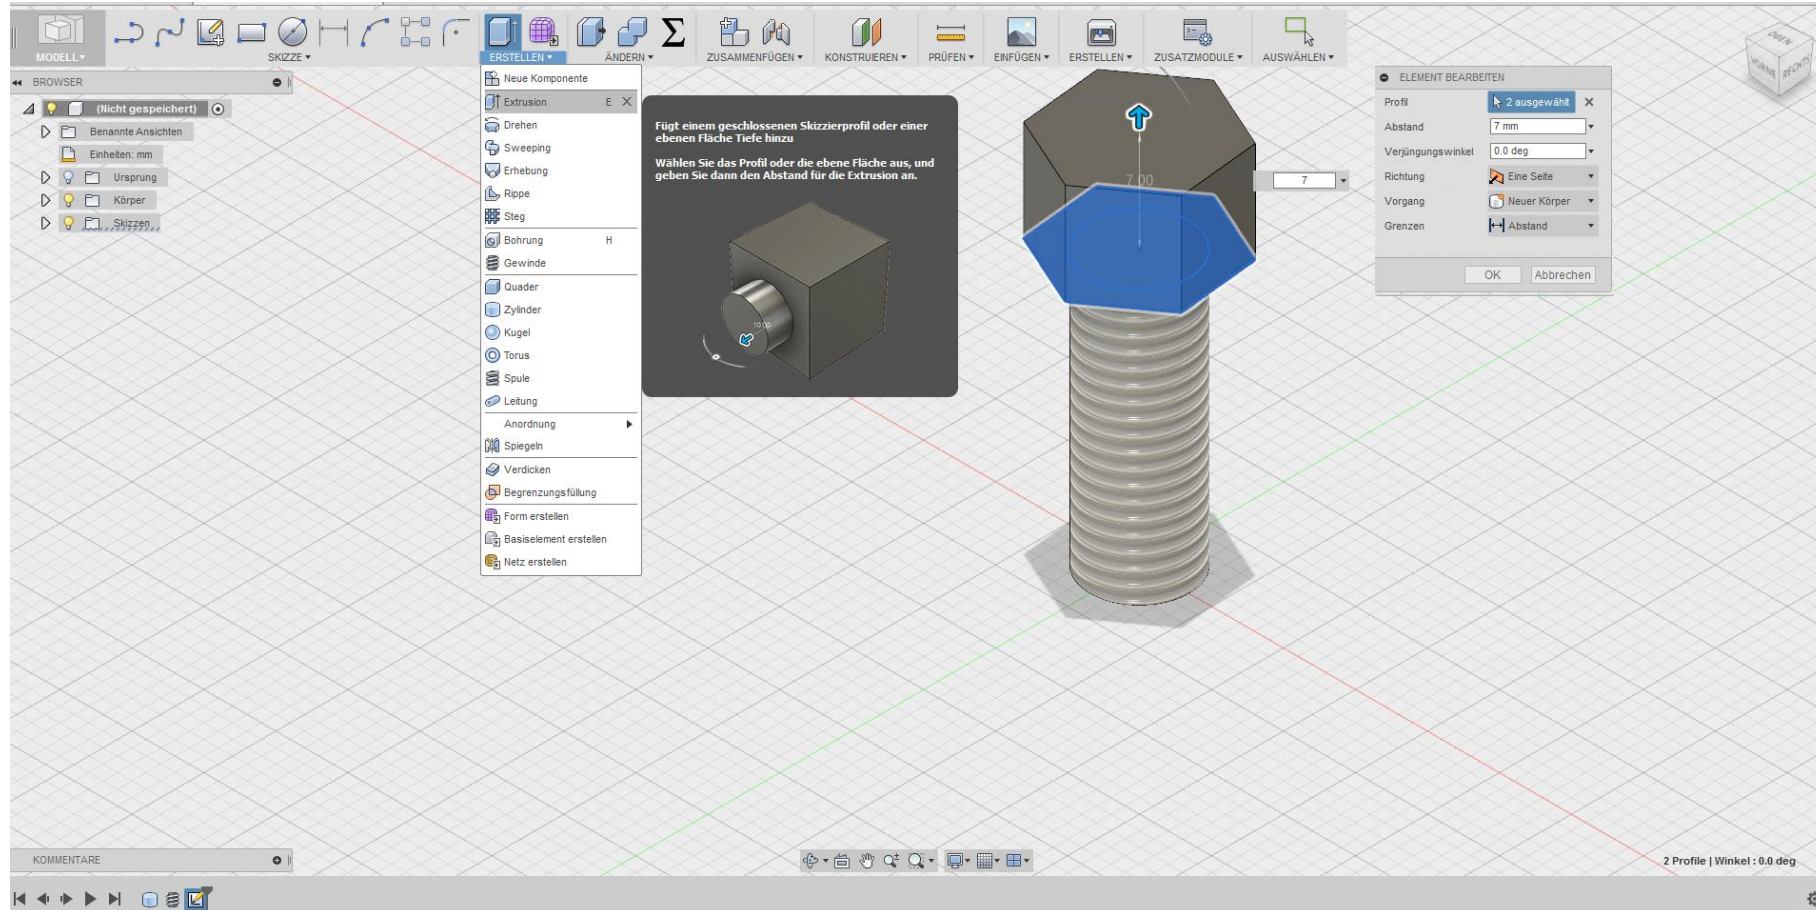 MODELL
SKIZZE
ERSTELLEN
ÄNDERN
ZUSAMMENFÜGEN
KONSTRUIEREN
PRÜFEN
EINFÜGEN
ERSTELLEN
ZUSATZMODULE
AUSWÄHLEN
OBEN
VORNE
RECHTS
BROWSER
(Nicht gespeichert)
Benannte Ansichten
Einheiten: mm
Ursprung
Körper
Skizzen
Neue Komponente
Extrusion E
Drehen
Sweeping
Erhebung
Rippe
Steg
Bohrung H
Gewinde
Quader
Zylinder
Kugel
Torus
Spule
Leitung
Anordnung
Spiegeln
Verdicken
Begrenzungsfüllung
Form erstellen
Basiselement erstellen
Netz erstellen
Fügt einem geschlossenen Skizzierprofil oder einer
ebenen Fläche Tiefe hinzu
Wählen Sie das Profil oder die ebene Fläche aus, und
geben Sie dann den Abstand für die Extrusion an.
10.00
7.00
7
ELEMENT BEARBEITEN
Profil 2 ausgewählt
Abstand 7 mm
Verjüngungswinkel 0.0 deg
Richtung Eine Seite
Vorgang Neuer Körper
Grenzen Abstand
OK Abbrechen
KOMMENTARE
2 Profile | Winkel : 0.0 deg